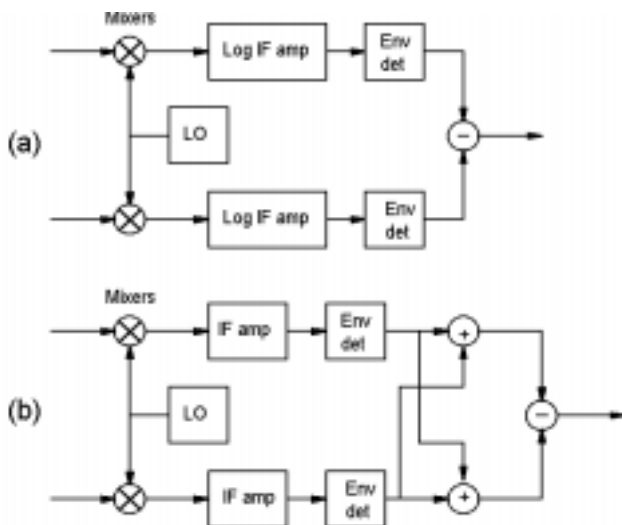 Mixers
Log IF amp
Env
det
(a)
LO
−
Log IF amp
Env
det
Mixers
IF amp
Env
det
+
(b)
LO
−
IF amp
Env
det
+